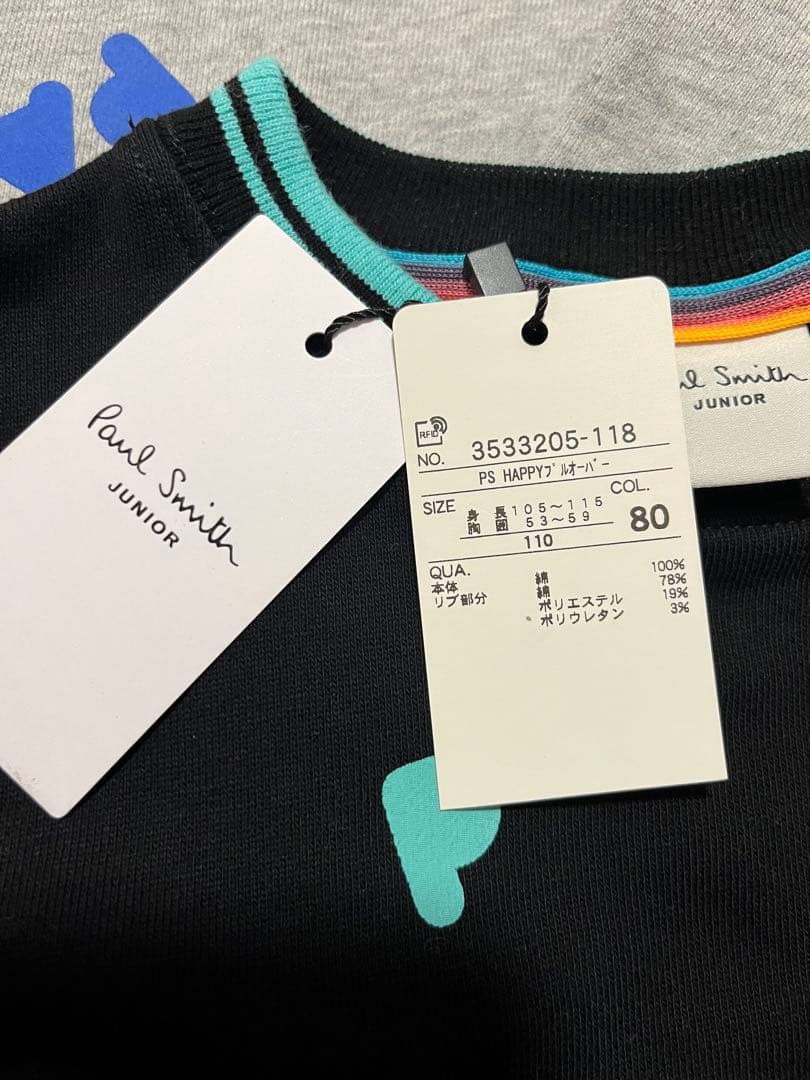 Paul Smith
JUNIOR
RFID
NO. 3533205-118
PS HAPPYプルオーバー
SIZE 身長 105～115 COL.
胸囲 53～59 80
110
QUA.
本体 綿 100%
リブ部分 綿 78%
ポリエステル 19%
ポリウレタン 3%
ul Smith
JUNIOR
P